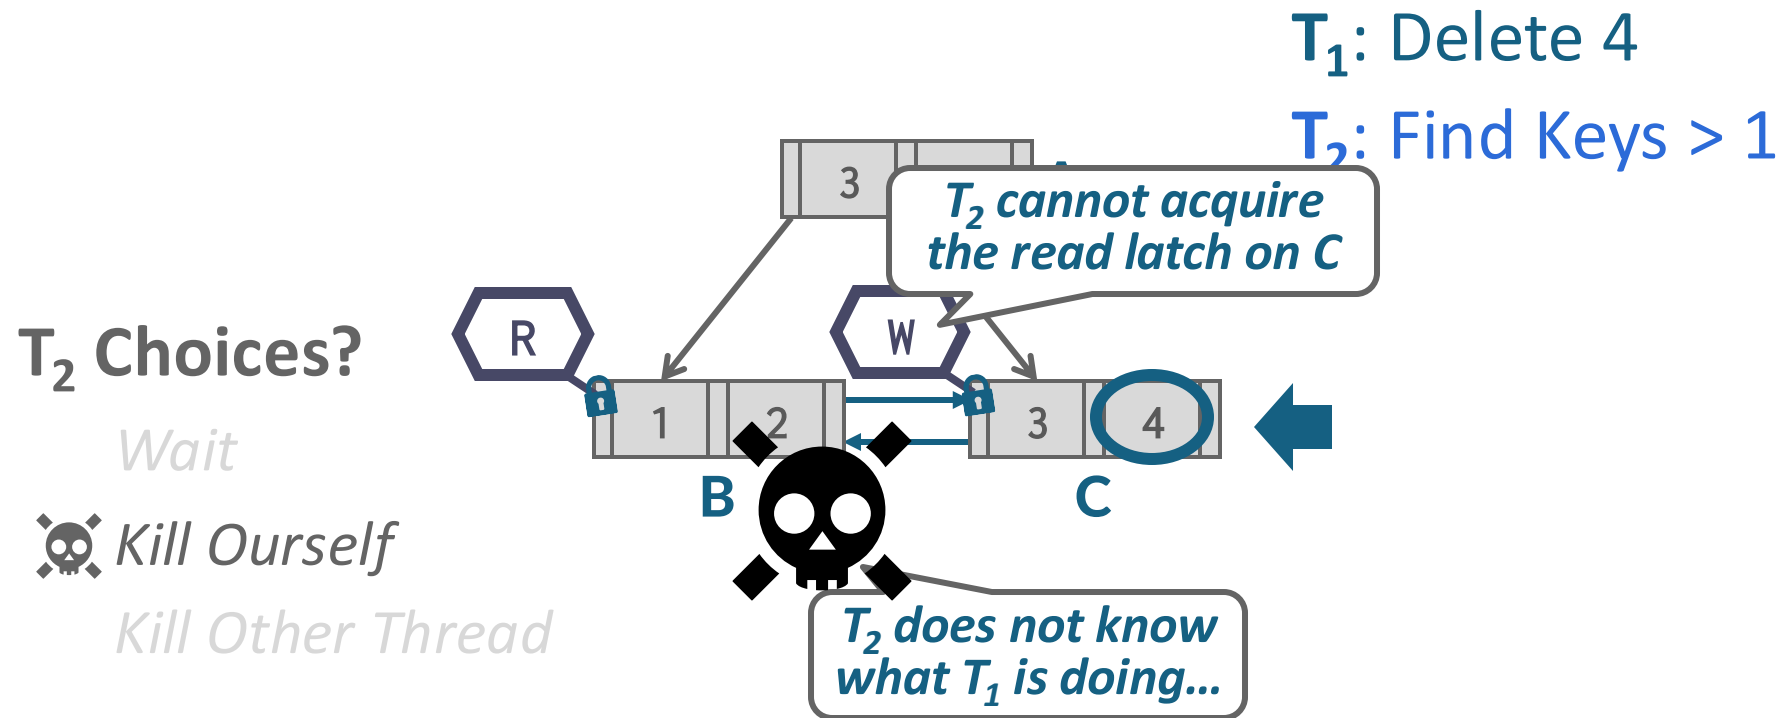 T₁: Delete 4
T₂: Find Keys > 1
3
T₂ cannot acquire
the read latch on C
R
W
T₂ Choices?
Wait
Kill Ourself
Kill Other Thread
1 2
3 4
B
C
T₂ does not know
what T₁ is doing...